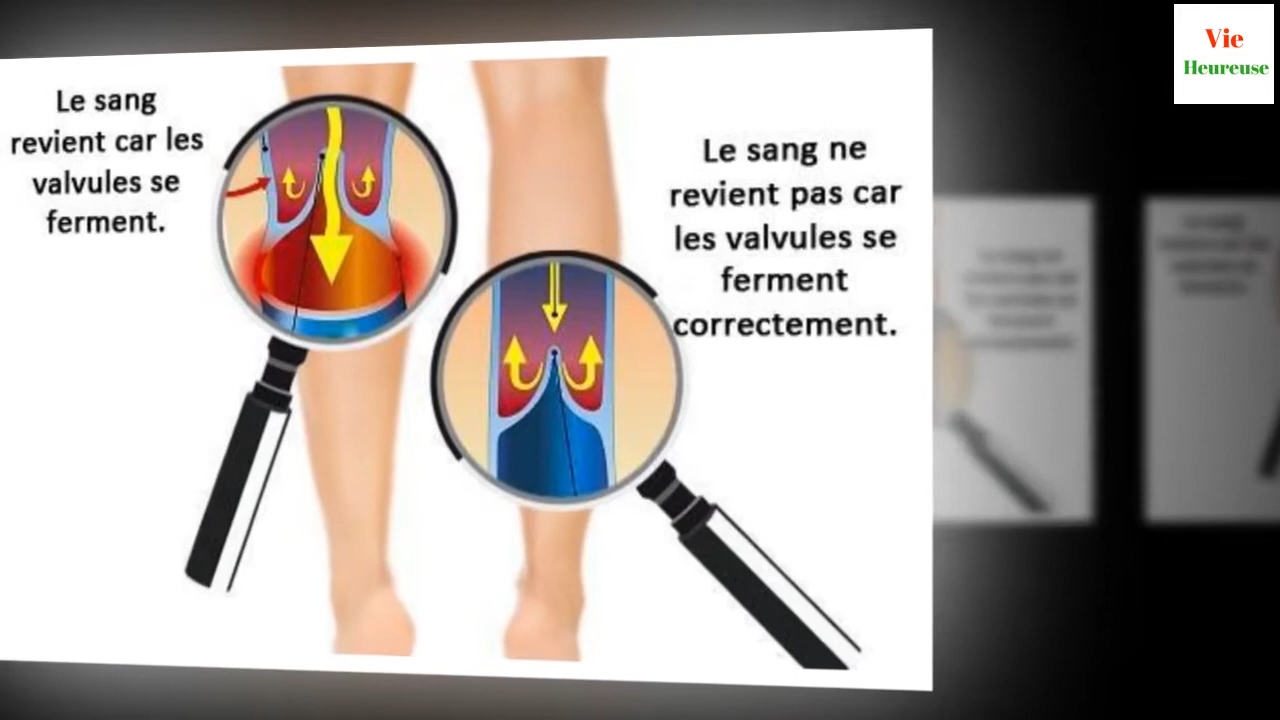 Vie
Heureuse
Le sang
revient car les
valvules se
ferment.
Le sang ne
revient pas car
les valvules se
ferment
correctement.